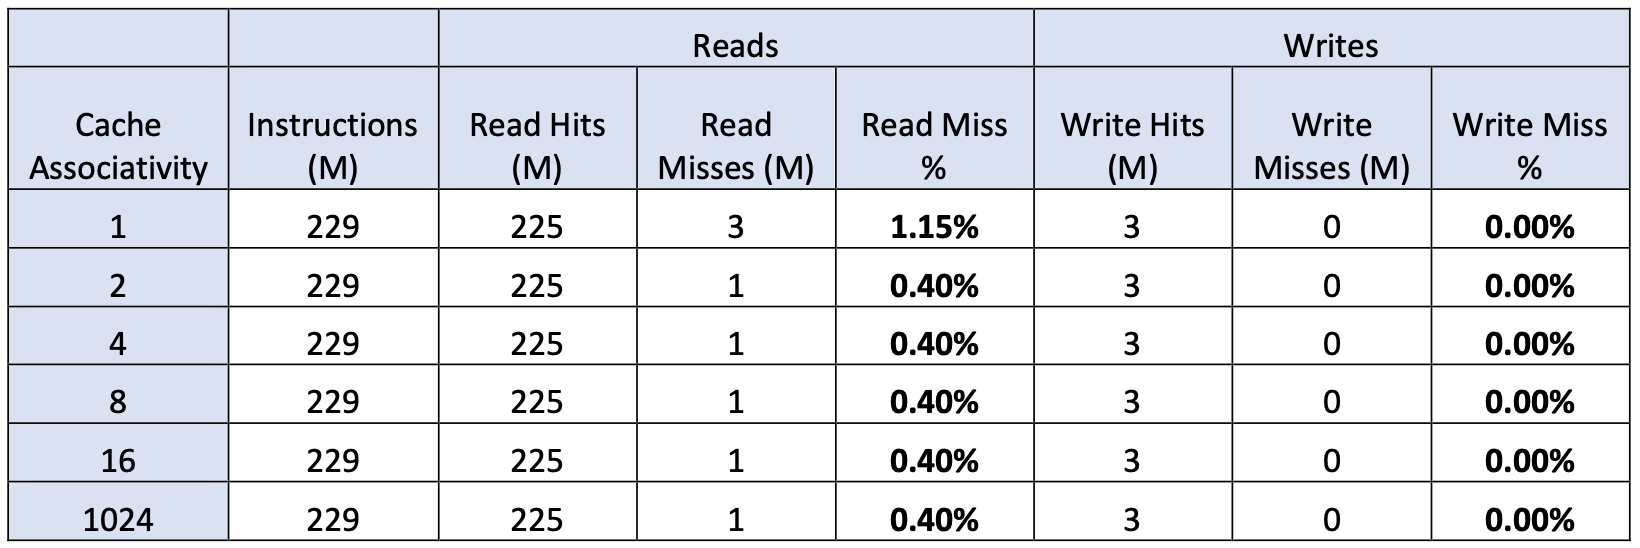 Reads Writes
Cache Associativity Instructions (M) Read Hits (M) Read Misses (M) Read Miss % Write Hits (M) Write Misses (M) Write Miss %
1 229 225 3 1.15% 3 0 0.00%
2 229 225 1 0.40% 3 0 0.00%
4 229 225 1 0.40% 3 0 0.00%
8 229 225 1 0.40% 3 0 0.00%
16 229 225 1 0.40% 3 0 0.00%
1024 229 225 1 0.40% 3 0 0.00%